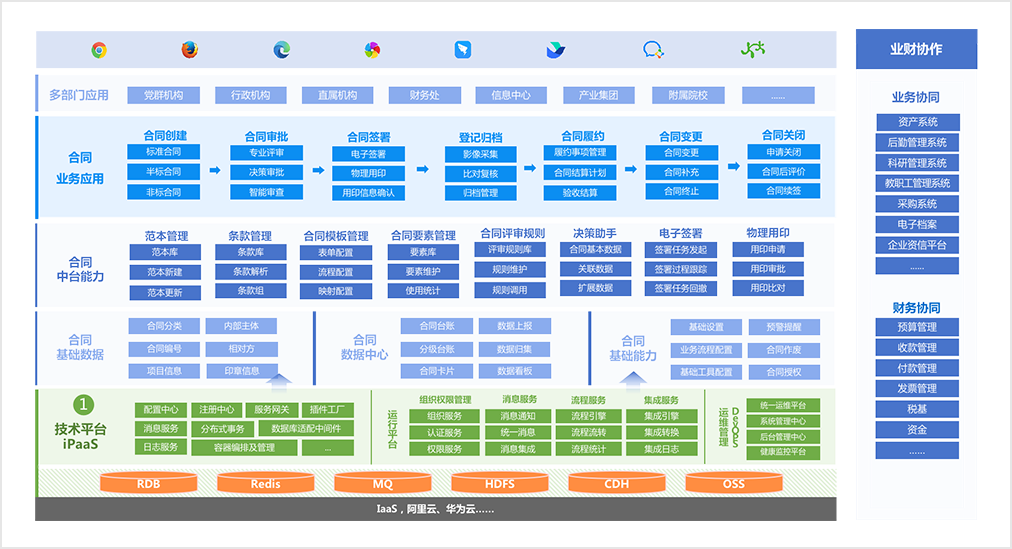 多部门应用 党群机构 行政机构 直属机构 财务处 信息中心 产业集团 附属院校 ......
合同
业务应用
合同创建
标准合同
半标合同
非标合同
合同审批
专业评审
决策审批
智能审查
合同签署
电子签署
物理用印
用印信息确认
登记归档
影像采集
比对复核
归档管理
合同履约
履约事项管理
合同结算计划
验收结算
合同变更
合同变更
合同补充
合同终止
合同关闭
申请关闭
合同后评价
合同续签
合同
中台能力
范本管理
范本库
范本新建
范本更新
条款管理
条款库
条款解析
条款组
合同模板管理
表单配置
流程配置
映射配置
合同要素管理
要素库
要素维护
使用统计
合同评审规则
评审规则库
规则维护
规则调用
决策助手
合同基本数据
关联数据
扩展数据
电子签署
签署任务发起
签署过程跟踪
签署任务回撤
物理用印
用印申请
用印审批
用印比对
合同
基础数据
合同分类 内部主体
合同编号 相对方
项目信息 印章信息
合同
数据中心
合同台账 数据上报
分级台账 数据归集
合同卡片 数据看板
合同
基础能力
基础设置 预警提醒
业务流程配置 合同作废
基础工具配置 合同授权
1
技术平台
iPaaS
配置中心 注册中心 服务网关 插件工厂
消息服务 分布式事务 数据库适配中间件
日志服务 容器编排及管理 ...
运行平台
组织权限管理
组织服务
认证服务
权限服务
消息服务
消息通知
统一消息
消息集成
流程服务
流程引擎
流程流转
流程统计
集成服务
集成引擎
集成转换
集成日志
运维管理
DevOPS
统一运维平台
系统管理中心
后台管理中心
健康监控平台
RDB Redis MQ HDFS CDH OSS
IaaS，阿里云、华为云......
业财协作
业务协同
资产系统
后勤管理系统
科研管理系统
教职工管理系统
采购系统
电子档案
企业资信平台
......
财务协同
预算管理
收款管理
付款管理
发票管理
税基
资金
......